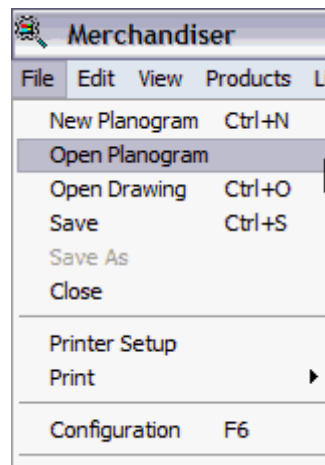 Merchandiser
File Edit View Products
New Planogram Ctrl+N
Open Planogram
Open Drawing Ctrl+O
Save Ctrl+S
Save As
Close
Printer Setup
Print
Configuration F6